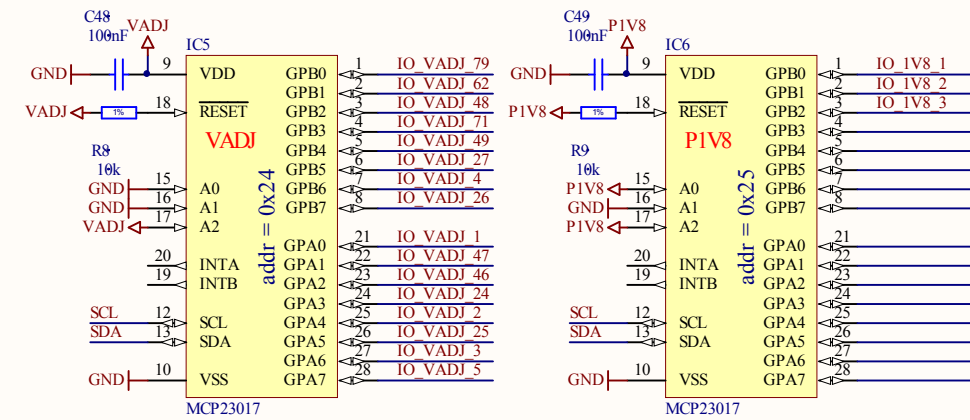 C48
100nF
VADJ
IC5
GND
9
VDD
GPB0
1
IO_VADJ_79
GPB1
2
IO_VADJ_62
VADJ
1%
18
RESET
GPB2
3
IO_VADJ_48
GPB3
4
IO_VADJ_71
VADJ
GPB4
5
IO_VADJ_49
R8
10k
GPB5
6
IO_VADJ_27
GND
15
A0
GPB6
7
IO_VADJ_4
GND
16
A1
GPB7
8
IO_VADJ_26
VADJ
17
A2
addr = 0x24
GPA0
21
IO_VADJ_1
20
INTA
GPA1
22
IO_VADJ_47
19
INTB
GPA2
23
IO_VADJ_46
GPA3
24
IO_VADJ_24
SCL
12
SCL
GPA4
25
IO_VADJ_2
SDA
13
SDA
GPA5
26
IO_VADJ_25
GPA6
27
IO_VADJ_3
GND
10
VSS
GPA7
28
IO_VADJ_5
MCP23017
C49
100nF
P1V8
IC6
GND
9
VDD
GPB0
1
IO_1V8_1
GPB1
2
IO_1V8_2
P1V8
1%
18
RESET
GPB2
3
IO_1V8_3
GPB3
4
P1V8
GPB4
5
R9
10k
GPB5
6
P1V8
15
A0
GPB6
7
GND
16
A1
GPB7
8
P1V8
17
A2
addr = 0x25
GPA0
21
20
INTA
GPA1
22
19
INTB
GPA2
23
GPA3
24
SCL
12
SCL
GPA4
25
SDA
13
SDA
GPA5
26
GPA6
27
GND
10
VSS
GPA7
28
MCP23017